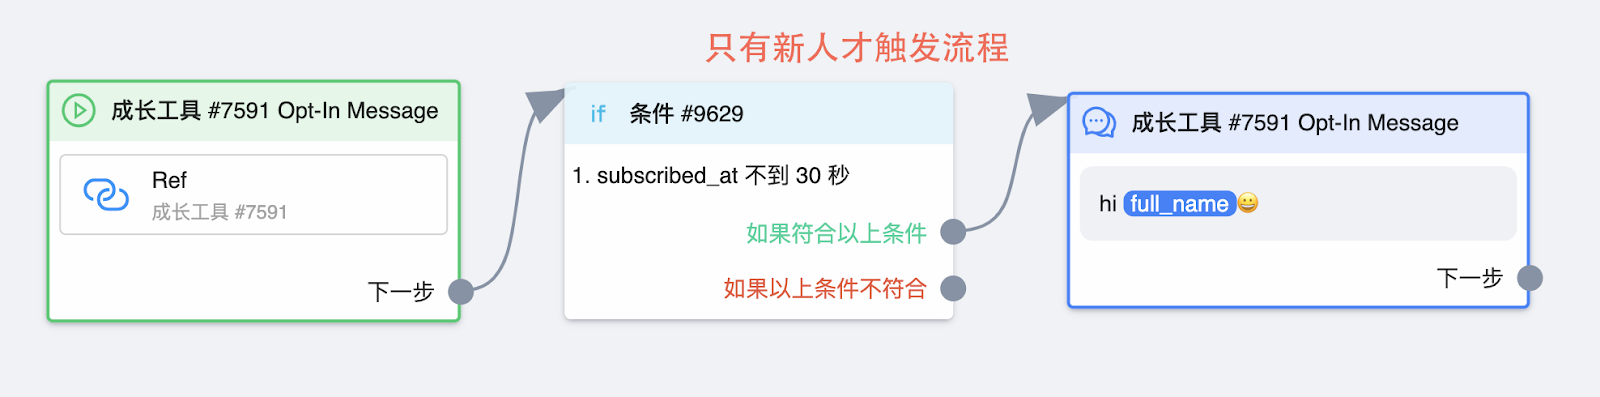 只有新人才触发流程
成长工具 #7591 Opt-In Message
Ref
成长工具 #7591
下一步
if 条件 #9629
1. subscribed_at 不到 30 秒
如果符合以上条件
如果以上条件不符合
成长工具 #7591 Opt-In Message
hi full_name😀
下一步